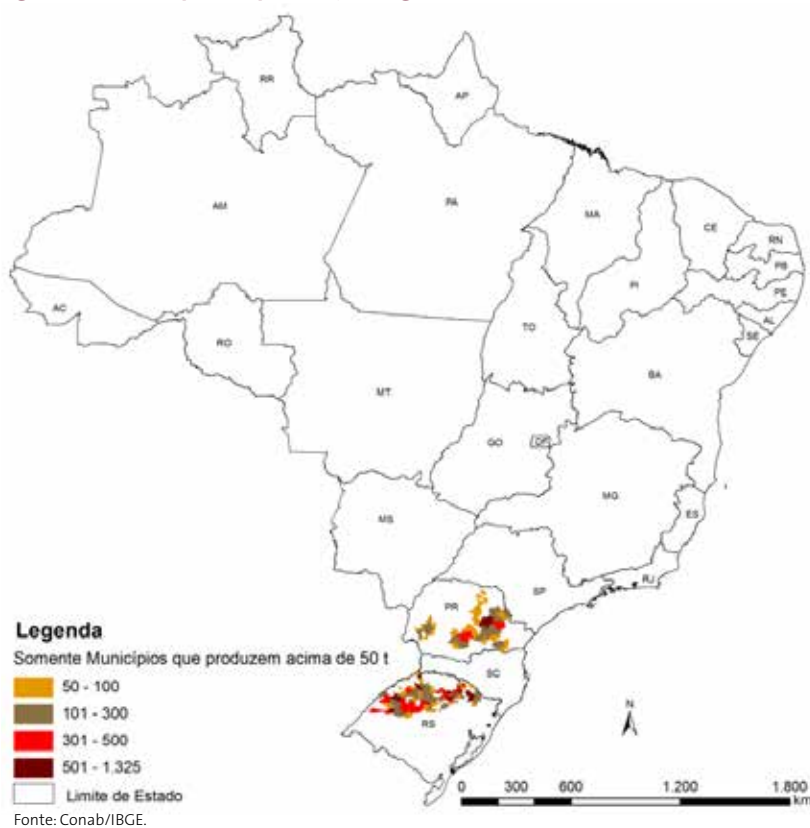 RR
AP
AM
PA
MA
CE
RN
PB
PE
PI
AL
SE
AC
TO
RO
BA
MT
GO
DF
MG
ES
MS
SP
RJ
PR
SC
RS
N
Legenda
Somente Municípios que produzem acima de 50 t
50 - 100
101 - 300
301 - 500
501 - 1.325
Limite de Estado
0 300 600 1.200 1.800
km
Fonte: Conab/IBGE.